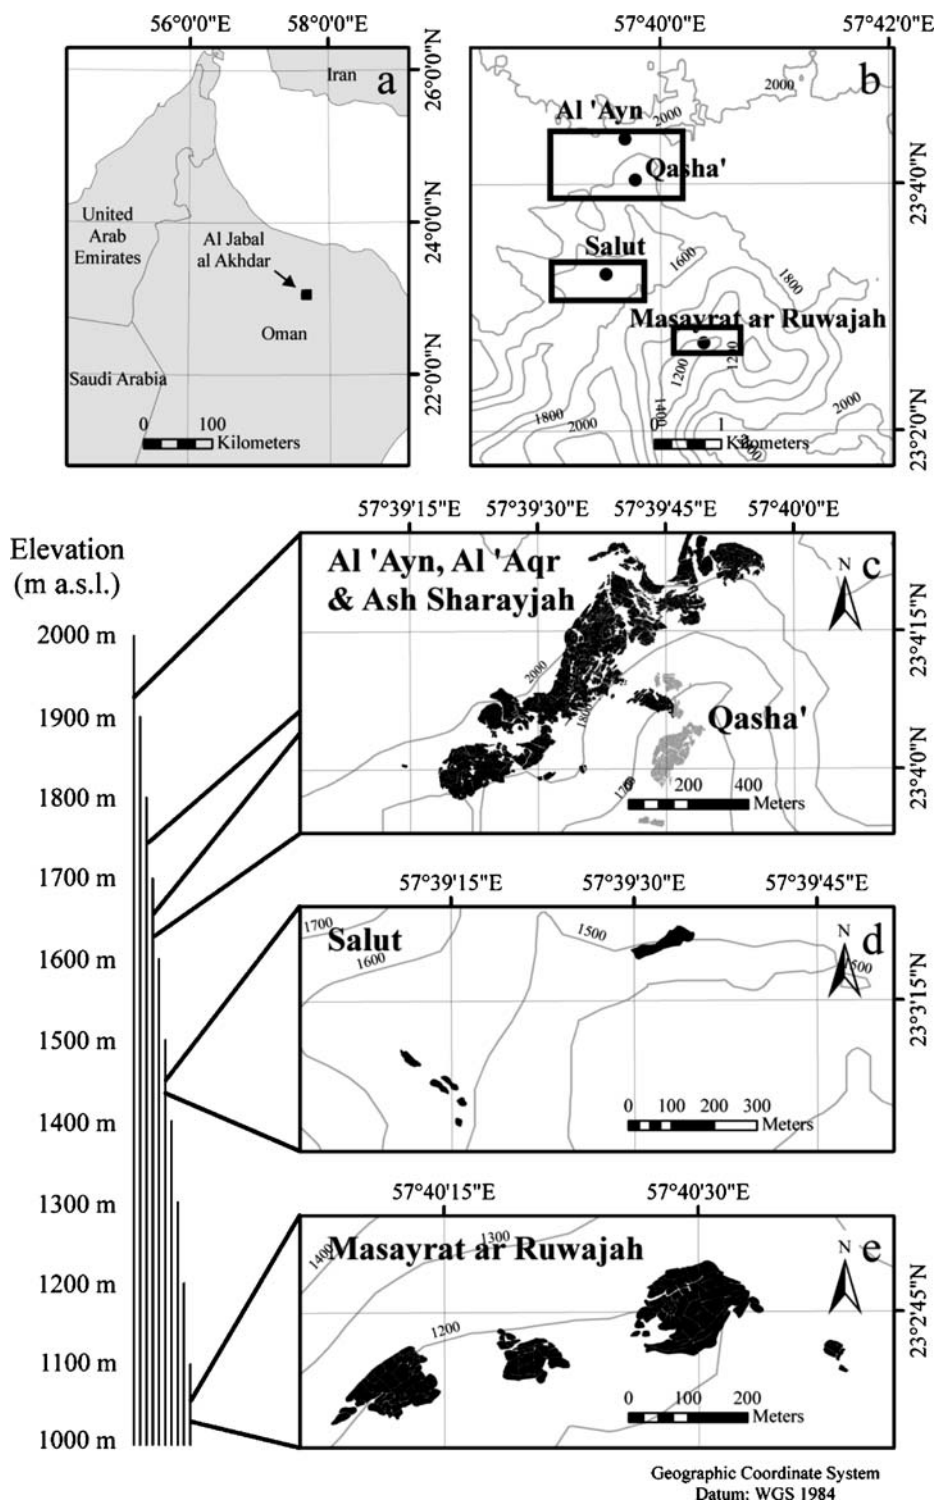 56°0'0"E 58°0'0"E
57°40'0"E 57°42'0"E
a
Iran
26°0'0"N
24°0'0"N
22°0'0"N
United
Arab
Emirates
Al Jabal
al Akhdar
Oman
Saudi Arabia
0 100
Kilometers
b
2000
2000
Al 'Ayn
Qasha'
Salut
1600
1800
Masayrat ar Ruwajah
1200
1200
1400
1800
2000
2000
0 1
Kilometers
23°4'0"N
23°2'0"N
57°39'15"E 57°39'30"E 57°39'45"E 57°40'0"E
Elevation
(m a.s.l.)
2000 m
1900 m
1800 m
1700 m
1600 m
1500 m
1400 m
1300 m
1200 m
1100 m
1000 m
Al 'Ayn, Al 'Aqr
& Ash Sharayjah
c
N
2000
1800
Qasha'
0 200 400
Meters
23°4'15"N
23°4'0"N
57°39'15"E 57°39'30"E 57°39'45"E
1700
1600
Salut
1500
d
N
1500
0 100 200 300
Meters
23°3'15"N
57°40'15"E 57°40'30"E
1400
1300
Masayrat ar Ruwajah
1200
e
N
0 100 200
Meters
23°2'45"N
Geographic Coordinate System
Datum: WGS 1984